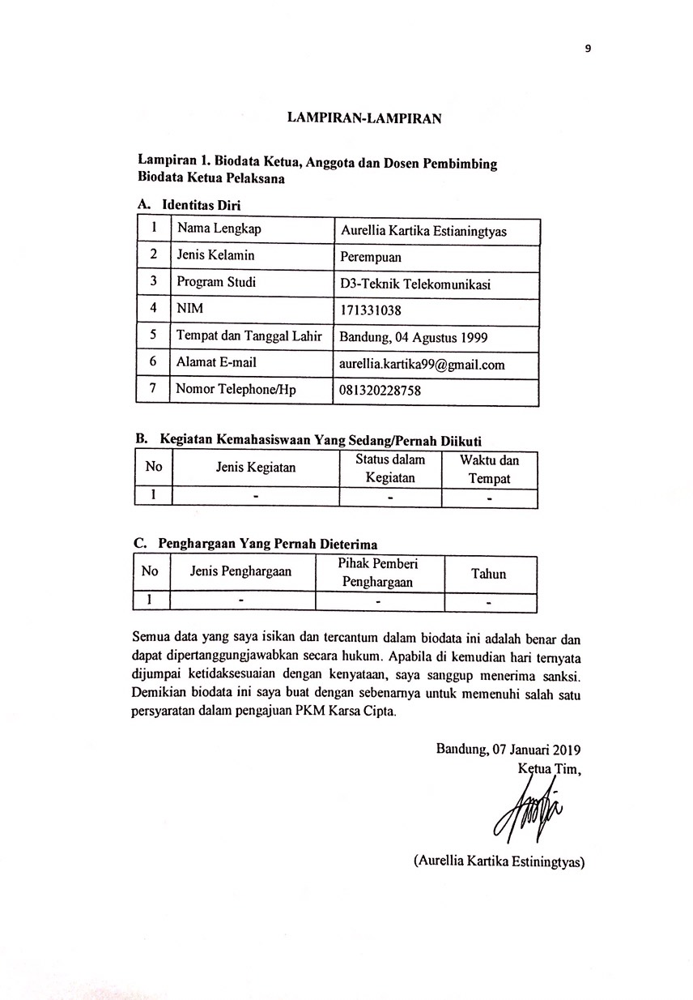 9
LAMPIRAN-LAMPIRAN
Lampiran 1. Biodata Ketua, Anggota dan Dosen Pembimbing
Biodata Ketua Pelaksana
A. Identitas Diri
1 Nama Lengkap Aurellia Kartika Estianingtyas
2 Jenis Kelamin Perempuan
3 Program Studi D3-Teknik Telekomunikasi
4 NIM 171331038
5 Tempat dan Tanggal Lahir Bandung, 04 Agustus 1999
6 Alamat E-mail aurellia.kartika99@gmail.com
7 Nomor Telephone/Hp 081320228758
B. Kegiatan Kemahasiswaan Yang Sedang/Pernah Diikuti
No Jenis Kegiatan Status dalam Kegiatan Waktu dan Tempat
1 - - -
C. Penghargaan Yang Pernah Dieterima
No Jenis Penghargaan Pihak Pemberi Penghargaan Tahun
1 - - -
Semua data yang saya isikan dan tercantum dalam biodata ini adalah benar dan
dapat dipertanggungjawabkan secara hukum. Apabila di kemudian hari ternyata
dijumpai ketidaksesuaian dengan kenyataan, saya sanggup menerima sanksi.
Demikian biodata ini saya buat dengan sebenarnya untuk memenuhi salah satu
persyaratan dalam pengajuan PKM Karsa Cipta.
Bandung, 07 Januari 2019
Ketua Tim,
(Aurellia Kartika Estiningtyas)